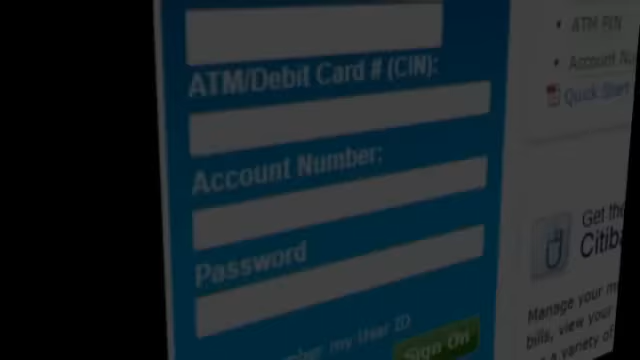 ATM/Debit Card # (CIN):
Account Number:
Password
my User ID
Sign On
• ATM PIN
• Account
Quick Start
Get the
Manage your
bills, view your
variety of